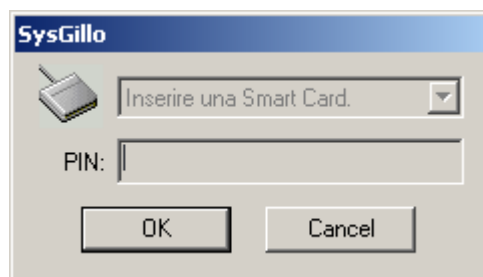 SysGillo
Inserire una Smart Card.
PIN:
OK
Cancel